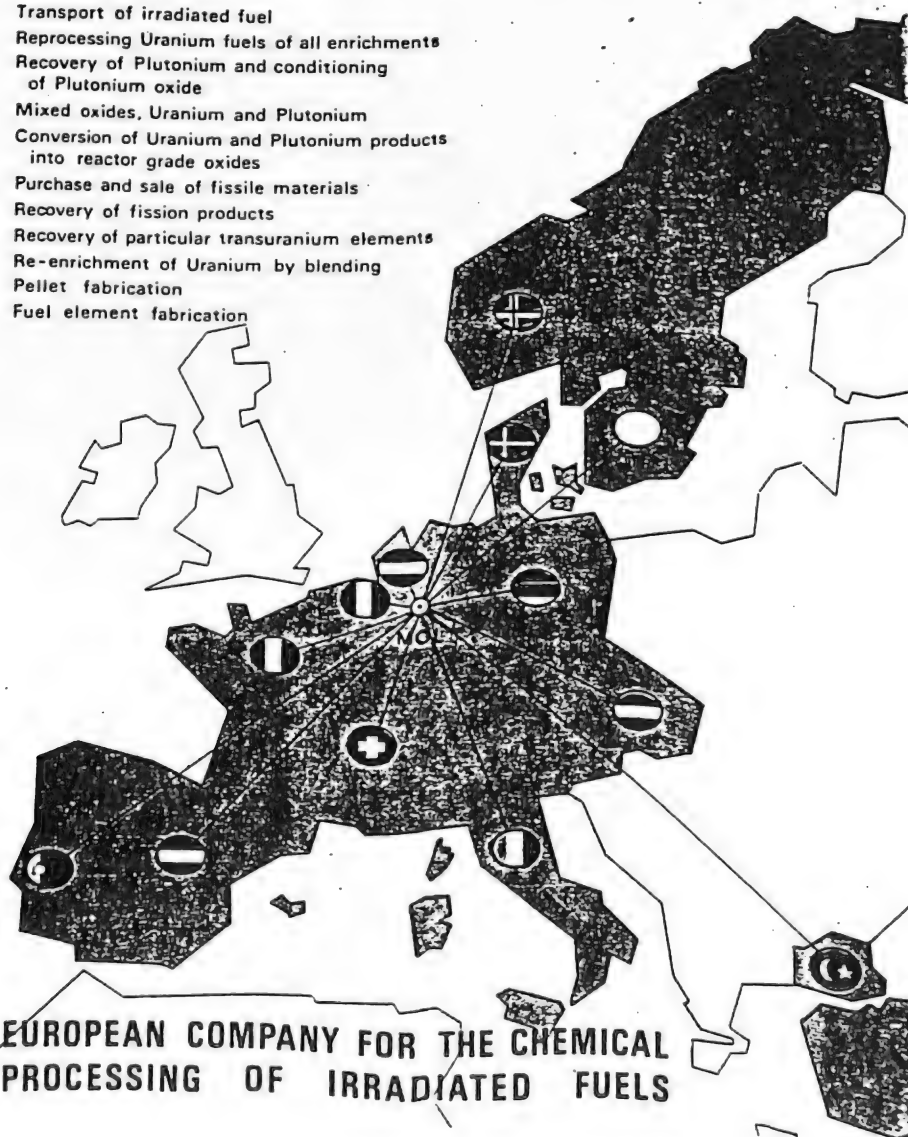 Transport of irradiated fuel
Reprocessing Uranium fuels of all enrichments
Recovery of Plutonium and conditioning
of Plutonium oxide
Mixed oxides, Uranium and Plutonium
Conversion of Uranium and Plutonium products
into reactor grade oxides
Purchase and sale of fissile materials
Recovery of fission products
Recovery of particular transuranium elements
Re-enrichment of Uranium by blending
Pellet fabrication
Fuel element fabrication
MOL
EUROPEAN COMPANY FOR THE CHEMICAL
PROCESSING OF IRRADIATED FUELS